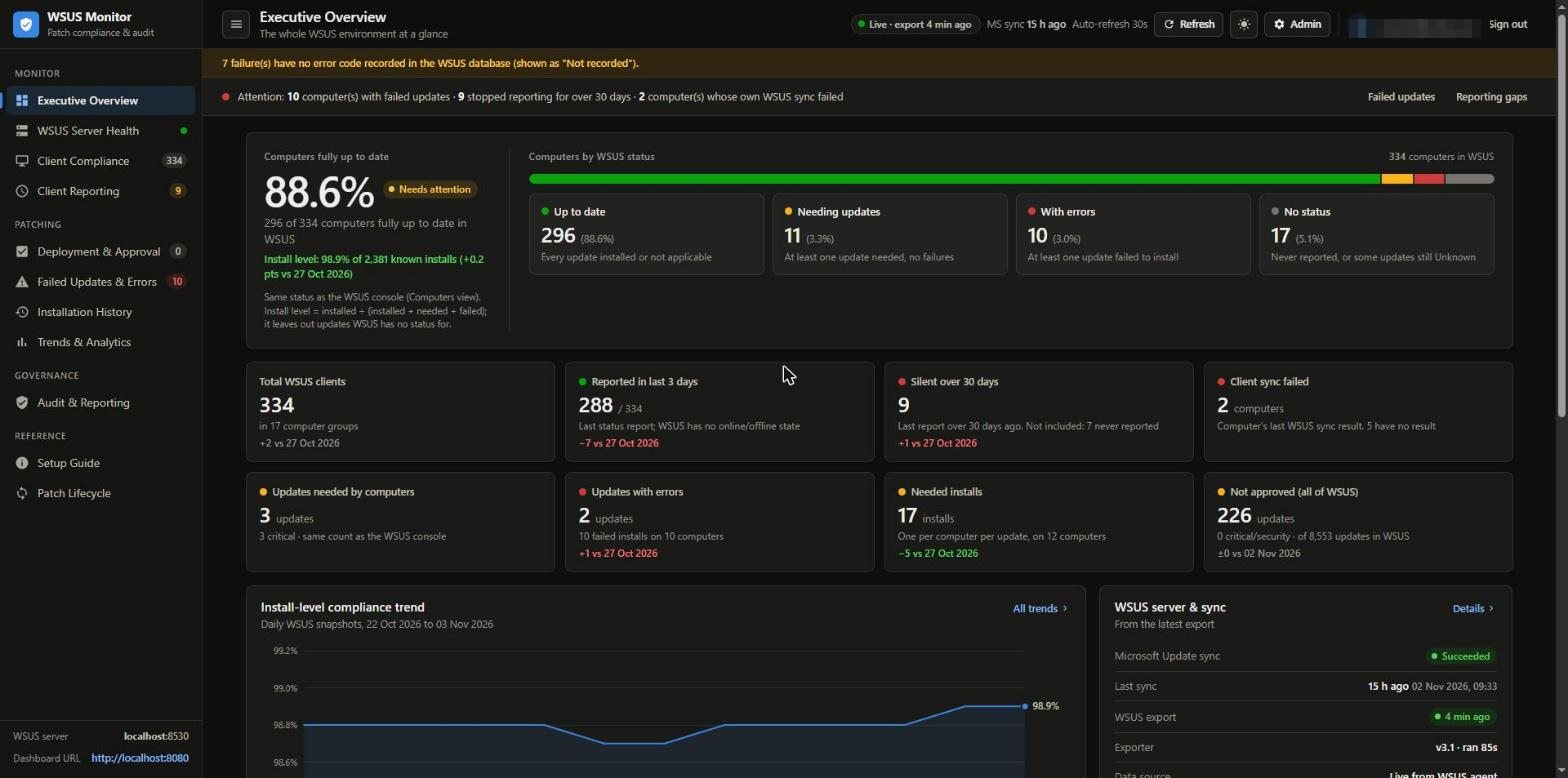 WSUS Monitor
Patch compliance & audit
MONITOR
Executive Overview
WSUS Server Health
Client Compliance 334
Client Reporting 9
PATCHING
Deployment & Approval 0
Failed Updates & Errors 10
Installation History
Trends & Analytics
GOVERNANCE
Audit & Reporting
REFERENCE
Setup Guide
Patch Lifecycle
WSUS server localhost:8530
Dashboard URL http://localhost:8080
Executive Overview
The whole WSUS environment at a glance
Live · export 4 min ago MS sync 15 h ago Auto-refresh 30s Refresh Admin Sign out
7 failure(s) have no error code recorded in the WSUS database (shown as "Not recorded").
Attention: 10 computer(s) with failed updates · 9 stopped reporting for over 30 days · 2 computer(s) whose own WSUS sync failed
Failed updates Reporting gaps
Computers fully up to date
88.6% Needs attention
296 of 334 computers fully up to date in
WSUS
Install level: 98.9% of 2,381 known installs (+0.2
pts vs 27 Oct 2026)
Same status as the WSUS console (Computers view).
Install level = installed ÷ (installed + needed + failed);
it leaves out updates WSUS has no status for.
Computers by WSUS status 334 computers in WSUS
Up to date
296 (88.6%)
Every update installed or not applicable
Needing updates
11 (3.3%)
At least one update needed, no failures
With errors
10 (3.0%)
At least one update failed to install
No status
17 (5.1%)
Never reported, or some updates still Unknown
Total WSUS clients
334
in 17 computer groups
+2 vs 27 Oct 2026
Reported in last 3 days
288 / 334
Last status report; WSUS has no online/offline state
−7 vs 27 Oct 2026
Silent over 30 days
9
Last report over 30 days ago. Not included: 7 never reported
+1 vs 27 Oct 2026
Client sync failed
2 computers
Computer's last WSUS sync result. 5 have no result
Updates needed by computers
3 updates
3 critical · same count as the WSUS console
Updates with errors
2 updates
10 failed installs on 10 computers
+1 vs 27 Oct 2026
Needed installs
17 installs
One per computer per update, on 12 computers
−5 vs 27 Oct 2026
Not approved (all of WSUS)
226 updates
0 critical/security · of 8,553 updates in WSUS
±0 vs 02 Nov 2026
Install-level compliance trend All trends
Daily WSUS snapshots, 22 Oct 2026 to 03 Nov 2026
99.2%
99.0%
98.8%
98.6%
98.9%
WSUS server & sync Details
From the latest export
Microsoft Update sync Succeeded
Last sync 15 h ago 02 Nov 2026, 09:33
WSUS export 4 min ago
Exporter v3.1 · ran 85s
Data source Live from WSUS agent